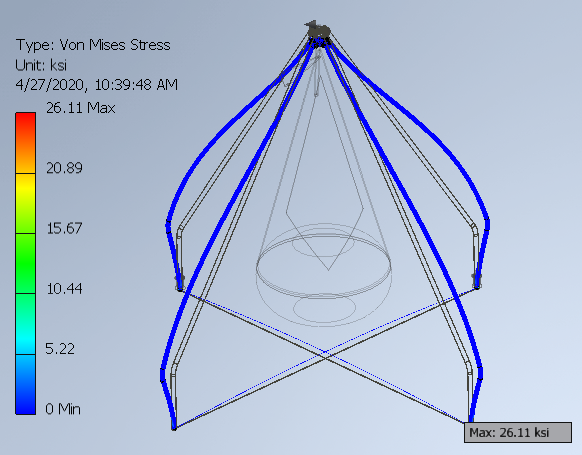 Type: Von Mises Stress
Unit: ksi
4/27/2020, 10:39:48 AM
26.11 Max
20.89
15.67
10.44
5.22
0 Min
Max: 26.11 ksi